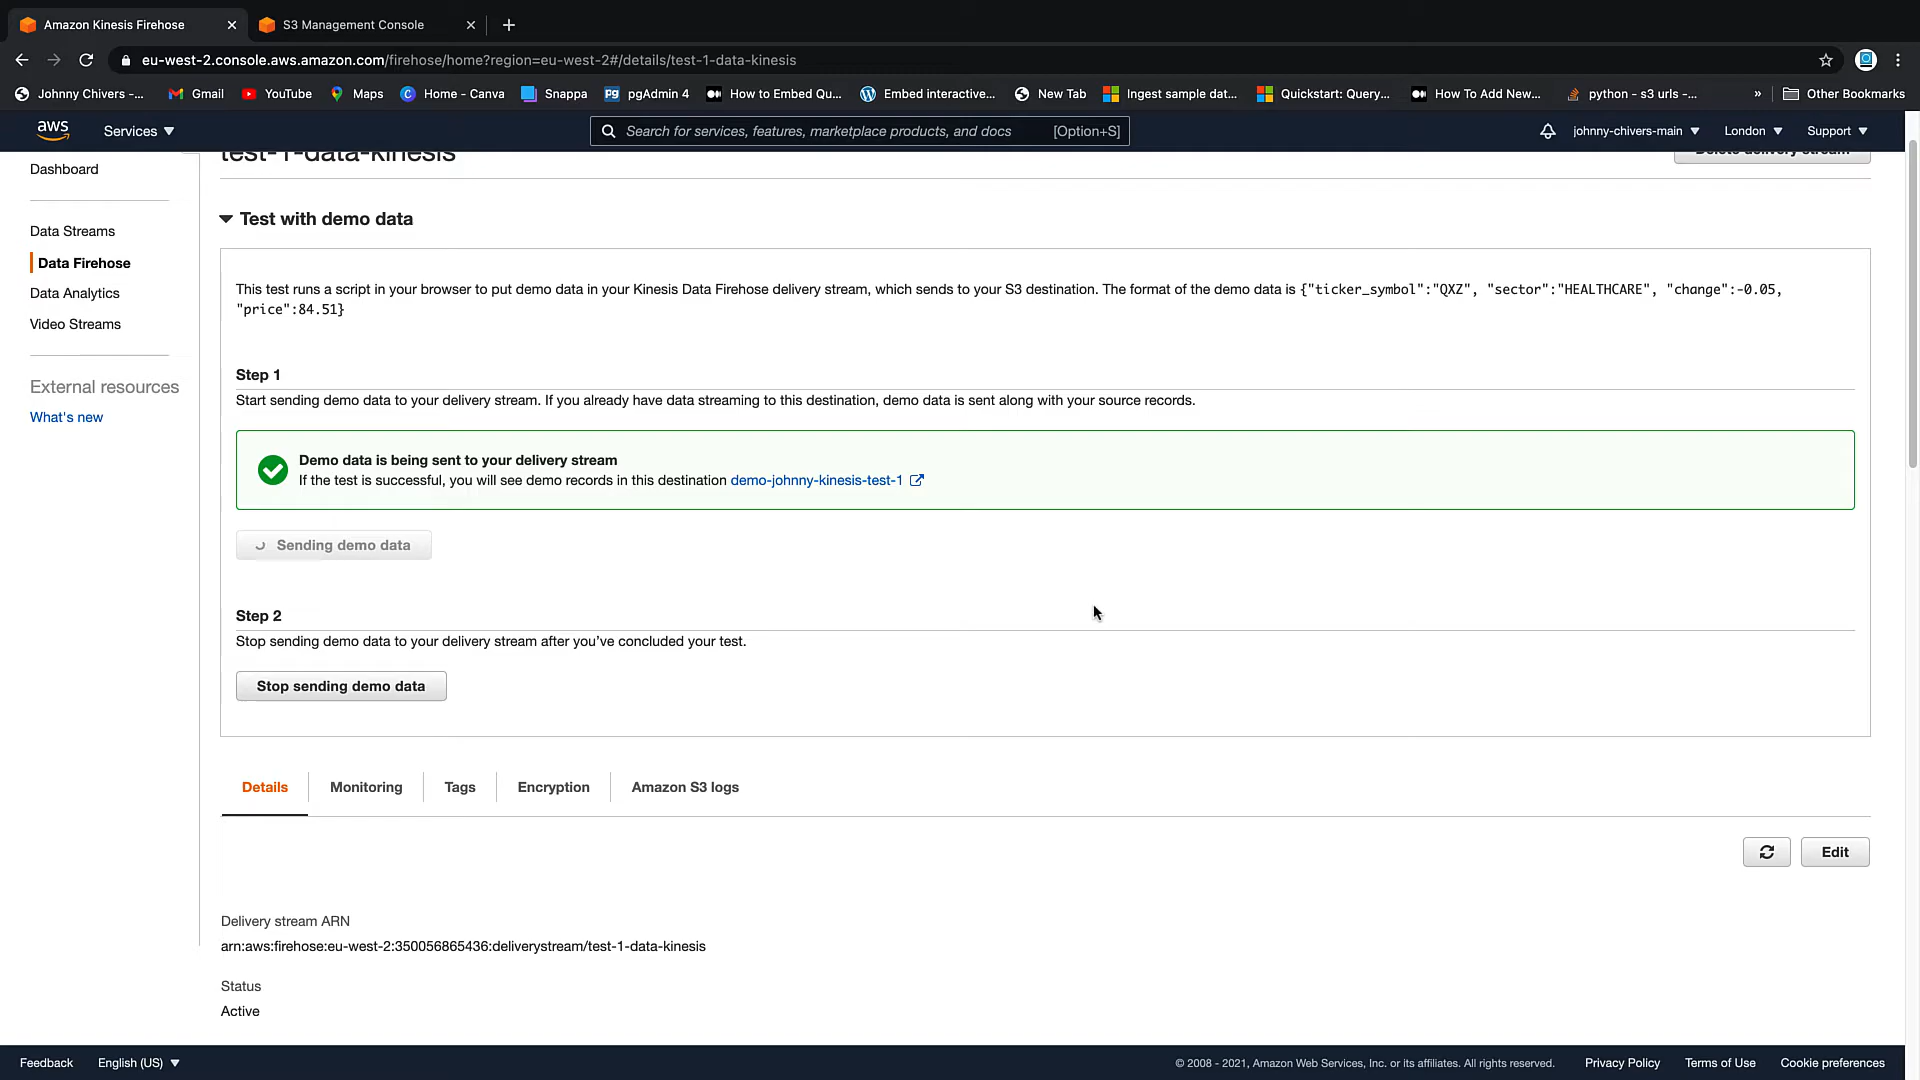 Amazon Kinesis Firehose
S3 Management Console
eu-west-2.console.aws.amazon.com/firehose/home?region=eu-west-2#/details/test-1-data-kinesis
Johnny Chivers -...
Gmail
YouTube
Maps
Home - Canva
Snappa
pgAdmin 4
How to Embed Qu...
Embed interactive...
New Tab
Ingest sample dat...
Quickstart: Query...
How To Add New...
python - s3 urls -...
»
Other Bookmarks
aws
Services
Search for services, features, marketplace products, and docs
[Option+S]
johnny-chivers-main
London
Support
test-1-data-kinesis
Delete delivery stream
Dashboard
Data Streams
Data Firehose
Data Analytics
Video Streams
External resources
What's new
Test with demo data
This test runs a script in your browser to put demo data in your Kinesis Data Firehose delivery stream, which sends to your S3 destination. The format of the demo data is {"ticker_symbol":"QXZ", "sector":"HEALTHCARE", "change":-0.05,
"price":84.51}
Step 1
Start sending demo data to your delivery stream. If you already have data streaming to this destination, demo data is sent along with your source records.
Demo data is being sent to your delivery stream
If the test is successful, you will see demo records in this destination demo-johnny-kinesis-test-1
Sending demo data
Step 2
Stop sending demo data to your delivery stream after you've concluded your test.
Stop sending demo data
Details
Monitoring
Tags
Encryption
Amazon S3 logs
Edit
Delivery stream ARN
arn:aws:firehose:eu-west-2:350056865436:deliverystream/test-1-data-kinesis
Status
Active
Feedback
English (US)
© 2008 - 2021, Amazon Web Services, Inc. or its affiliates. All rights reserved.
Privacy Policy
Terms of Use
Cookie preferences